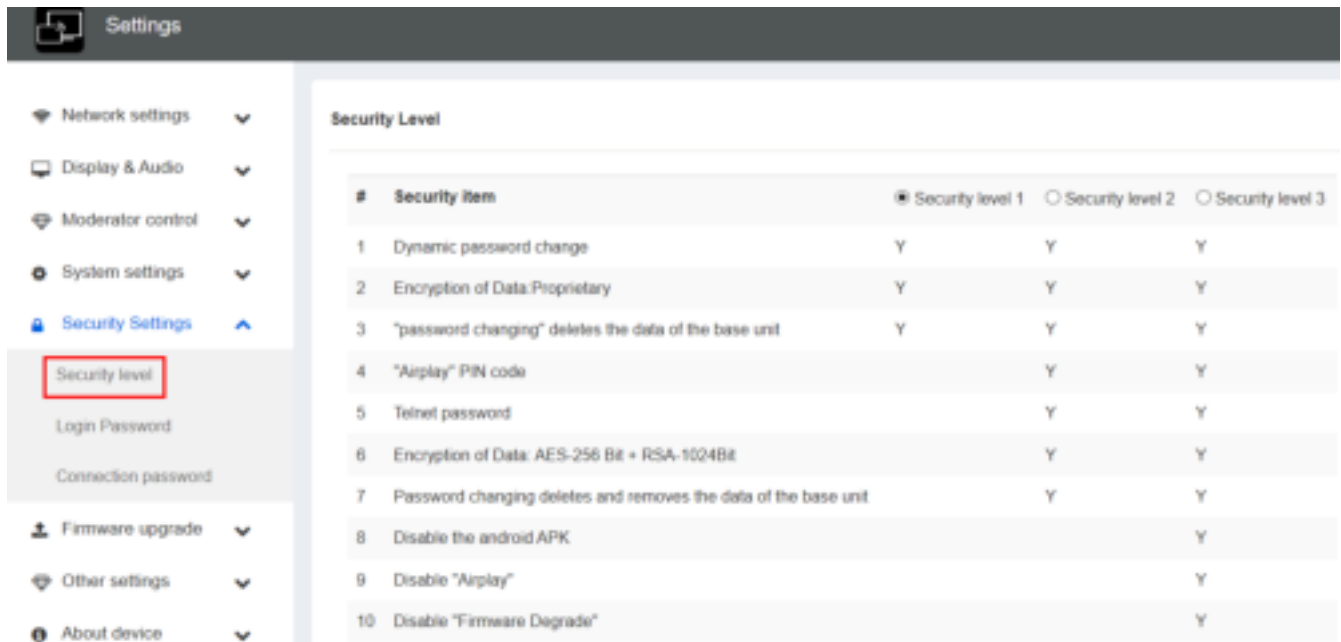 Settings
Network settings
Display & Audio
Moderator control
System settings
Security Settings
Security level
Login Password
Connection password
Firmware upgrade
Other settings
About device
Security Level
# Security item Security level 1 Security level 2 Security level 3
1 Dynamic password change Y Y Y
2 Encryption of Data:Proprietary Y Y Y
3 "password changing" deletes the data of the base unit Y Y Y
4 "Airplay" PIN code Y Y
5 Telnet password Y Y
6 Encryption of Data: AES-256 Bit + RSA-1024Bit Y Y
7 Password changing deletes and removes the data of the base unit Y Y
8 Disable the android APK Y
9 Disable "Airplay" Y
10 Disable "Firmware Degrade" Y